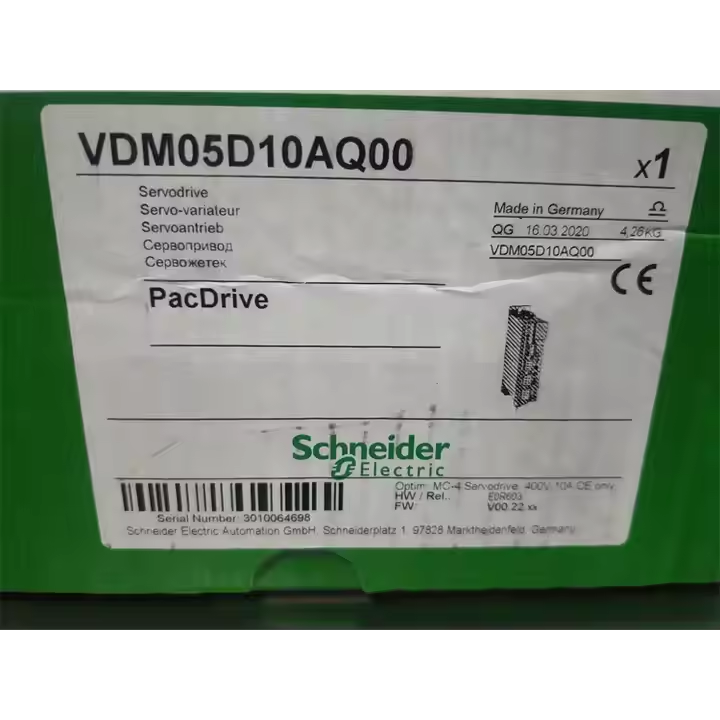 VDM05D10AQ00
x1
Servodrive
Servo-variateur
Servoantrieb
Сервопривод
Сервожетек
Made in Germany
QG 16.03.2020 4,26KG
VDM05D10AQ00
CE
PacDrive
Schneider
Electric
Optim: MC-4 Servodrive, 400V, 10A CE only
HW / Rel.:
FW: V00.22.xx
Serial Number: 3010064698
Schneider Electric Automation GmbH, Schneiderplatz 1, 97828 Marktheidenfeld, Germany